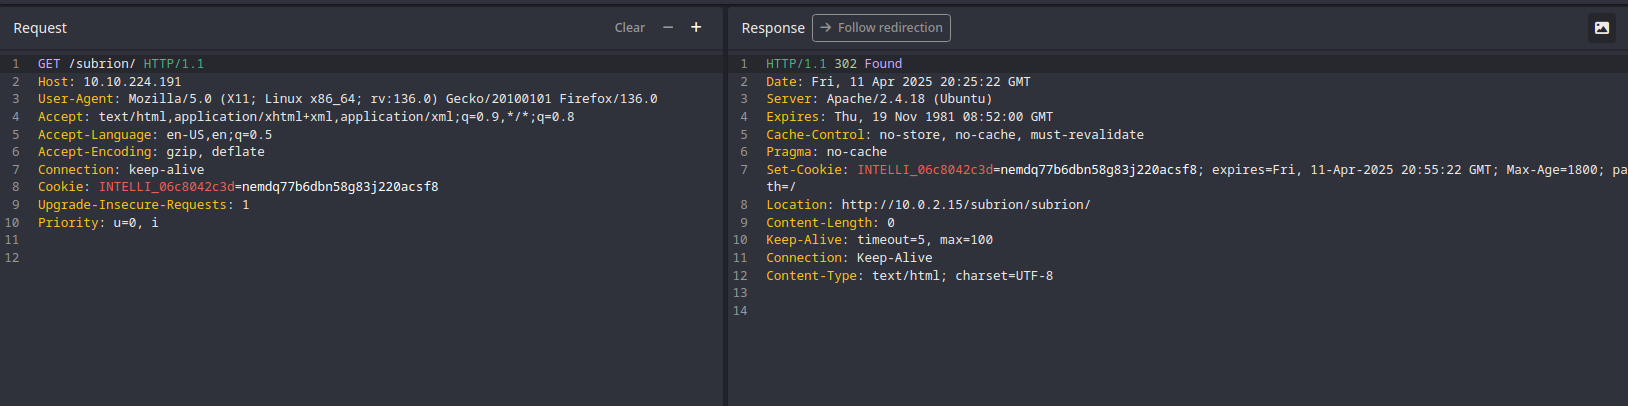 Request
Clear
1 GET /subrion/ HTTP/1.1
2 Host: 10.10.224.191
3 User-Agent: Mozilla/5.0 (X11; Linux x86_64; rv:136.0) Gecko/20100101 Firefox/136.0
4 Accept: text/html,application/xhtml+xml,application/xml;q=0.9,*/*;q=0.8
5 Accept-Language: en-US,en;q=0.5
6 Accept-Encoding: gzip, deflate
7 Connection: keep-alive
8 Cookie: INTELLI_06c8042c3d=nemdq77b6dbn58g83j220acsf8
9 Upgrade-Insecure-Requests: 1
10 Priority: u=0, i
11
12
Response
→ Follow redirection
1 HTTP/1.1 302 Found
2 Date: Fri, 11 Apr 2025 20:25:22 GMT
3 Server: Apache/2.4.18 (Ubuntu)
4 Expires: Thu, 19 Nov 1981 08:52:00 GMT
5 Cache-Control: no-store, no-cache, must-revalidate
6 Pragma: no-cache
7 Set-Cookie: INTELLI_06c8042c3d=nemdq77b6dbn58g83j220acsf8; expires=Fri, 11-Apr-2025 20:55:22 GMT; Max-Age=1800; pa
th=/
8 Location: http://10.0.2.15/subrion/subrion/
9 Content-Length: 0
10 Keep-Alive: timeout=5, max=100
11 Connection: Keep-Alive
12 Content-Type: text/html; charset=UTF-8
13
14